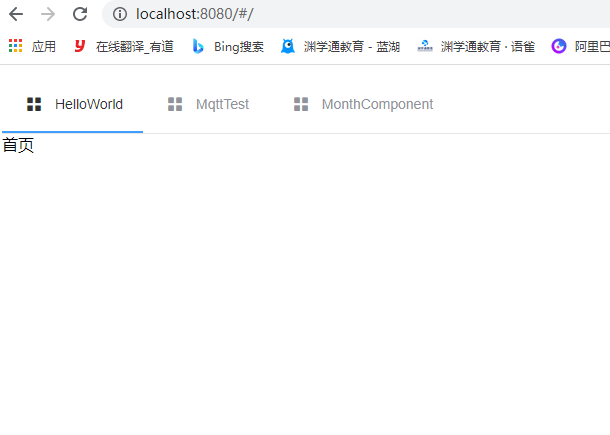 localhost:8080/#/
应用 在线翻译_有道 Bing搜索 渊学通教育 - 蓝湖 渊学通教育 · 语雀 阿里巴
HelloWorld MqttTest MonthComponent
首页